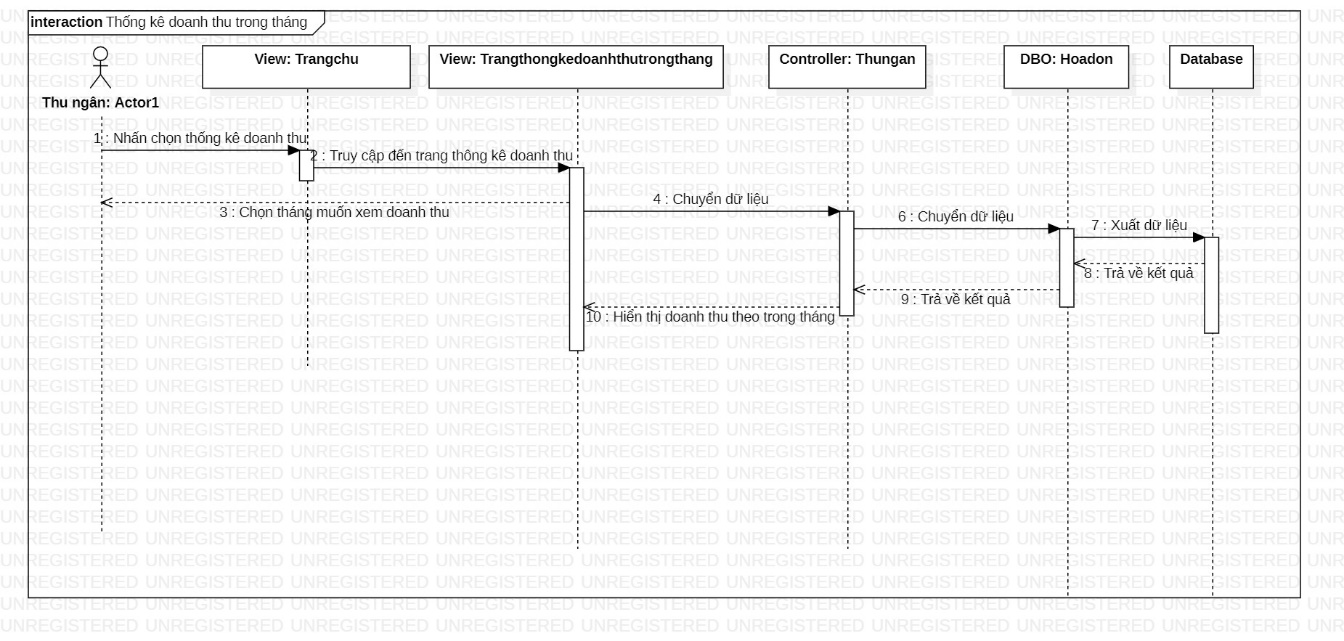 interaction Thống kê doanh thu trong tháng
View: Trangchu
View: Trangthongkedoanhthutrongthang
Controller: Thungan
DBO: Hoadon
Database
Thu ngân: Actor1
1 : Nhấn chọn thống kê doanh thu
2 : Truy cập đến trang thông kê doanh thu
3 : Chọn tháng muốn xem doanh thu
4 : Chuyển dữ liệu
6 : Chuyển dữ liệu
7 : Xuất dữ liệu
8 : Trả về kết quả
9 : Trả về kết quả
10 : Hiển thị doanh thu theo trong tháng
UNREGISTERED